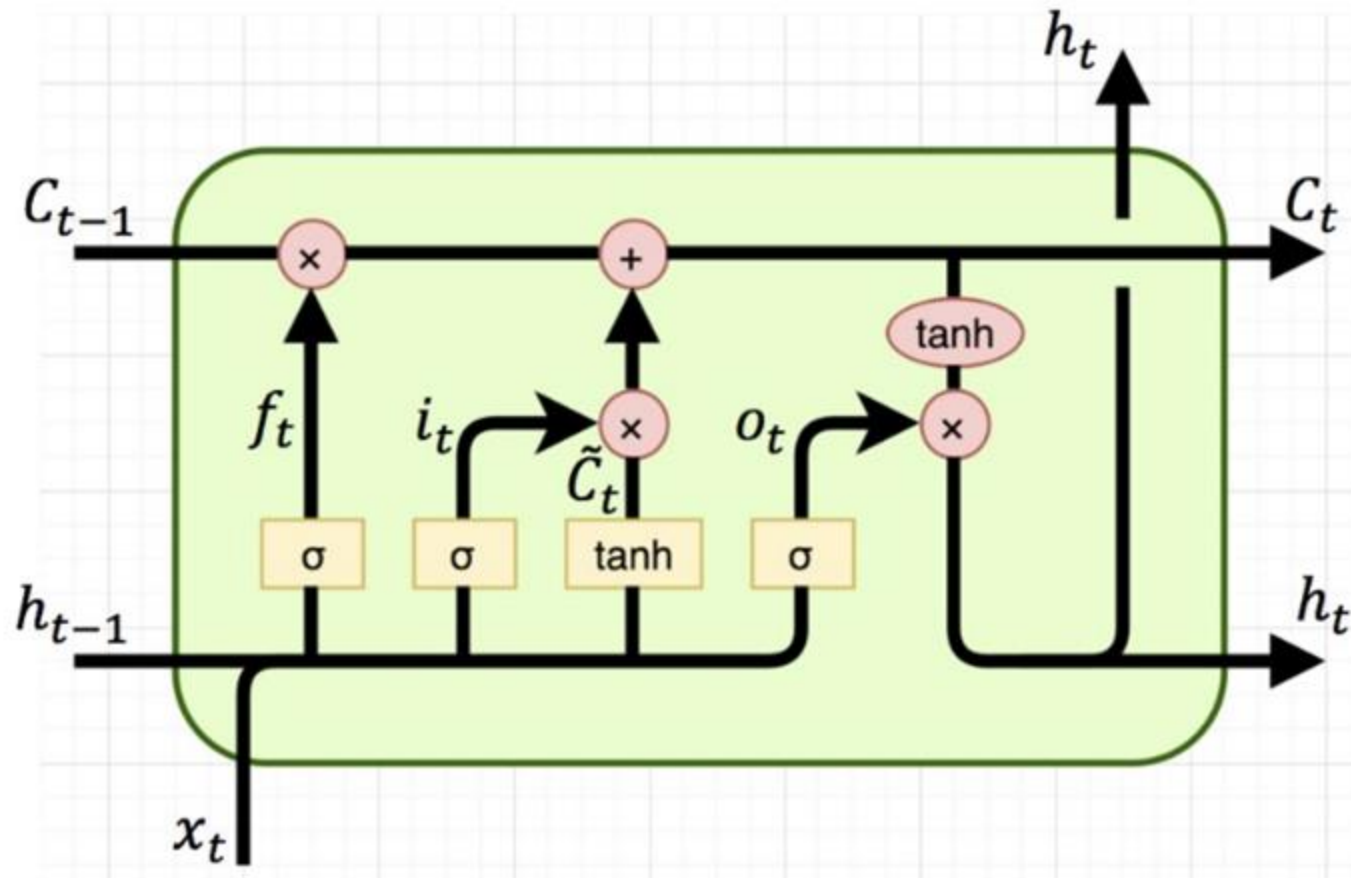 h_t
C_{t-1}
C_t
×
+
tanh
f_t
i_t
×
o_t
×
C̃_t
σ
σ
tanh
σ
h_{t-1}
h_t
x_t